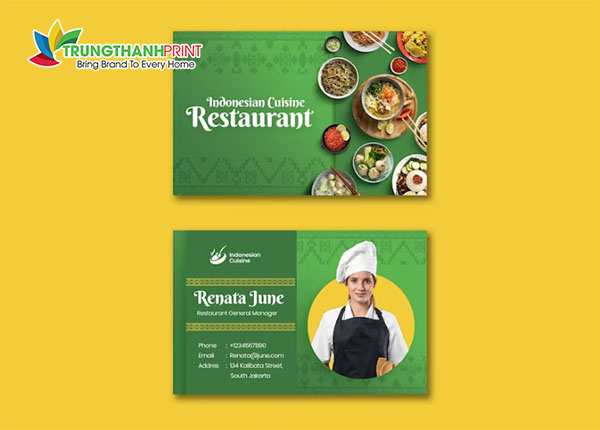 TRUNGTHANHPRINT
Bring Brand To Every Home
Indonesian Cuisine
Restaurant
Indonesian
Cuisine
Renata June
Restaurant General Manager
Phone : +1234567890
Email : Renata@june.com
Addres : 134 Kalibata Street,
South Jakarta